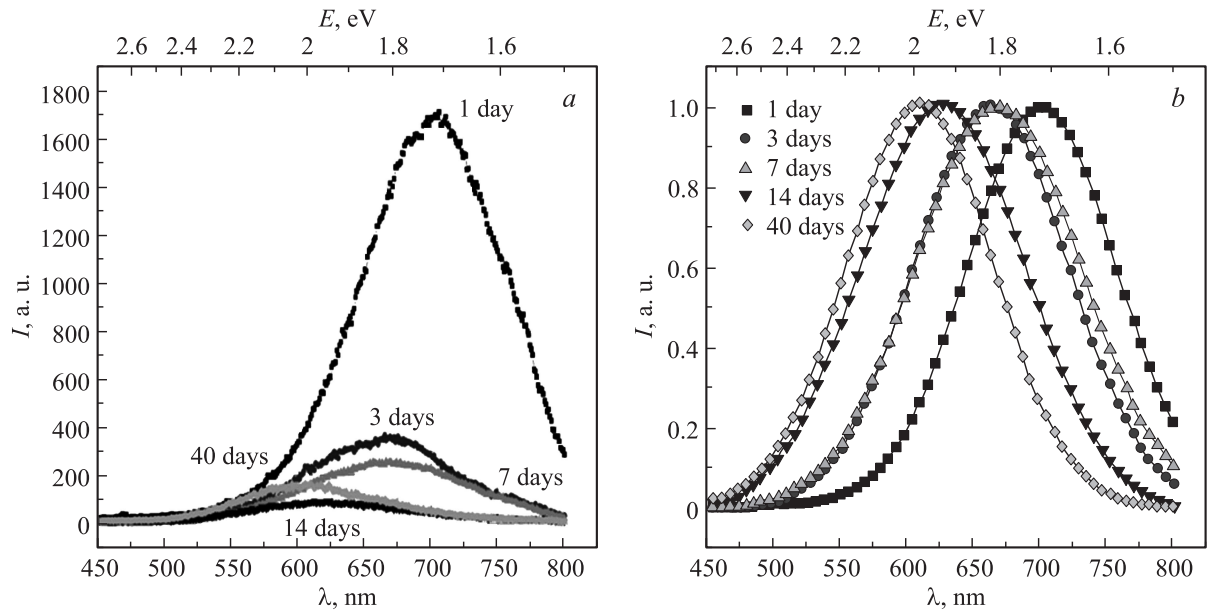 E, eV
2.6 2.4 2.2 2 1.8 1.6
a
1800
1600
1400
1200
1000
800
600
400
200
0
I, a. u.
1 day
3 days
40 days
7 days
14 days
450 500 550 600 650 700 750 800
λ, nm
E, eV
2.6 2.4 2.2 2 1.8 1.6
b
1.0
0.8
0.6
0.4
0.2
0
I, a. u.
1 day
3 days
7 days
14 days
40 days
450 500 550 600 650 700 750 800
λ, nm